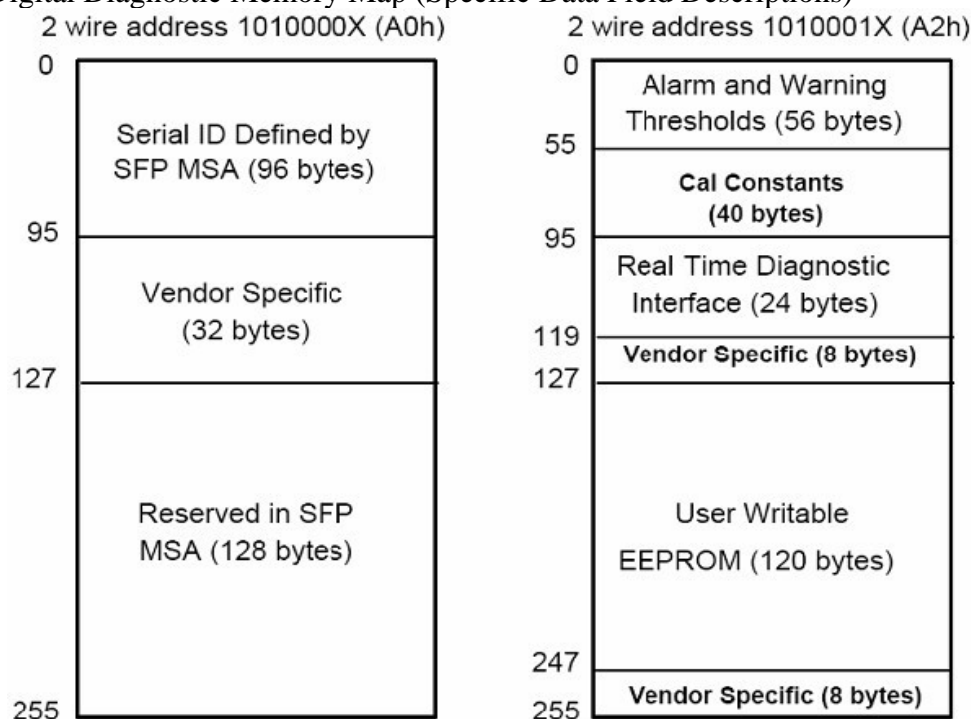 Digital Diagnostic Memory Map (Specific Data Field Descriptions)
2 wire address 1010000X (A0h)
0
Serial ID Defined by
SFP MSA (96 bytes)
95
Vendor Specific
(32 bytes)
127
Reserved in SFP
MSA (128 bytes)
255
2 wire address 1010001X (A2h)
0
Alarm and Warning
Thresholds (56 bytes)
55
Cal Constants
(40 bytes)
95
Real Time Diagnostic
Interface (24 bytes)
119
Vendor Specific (8 bytes)
127
User Writable
EEPROM (120 bytes)
247
Vendor Specific (8 bytes)
255